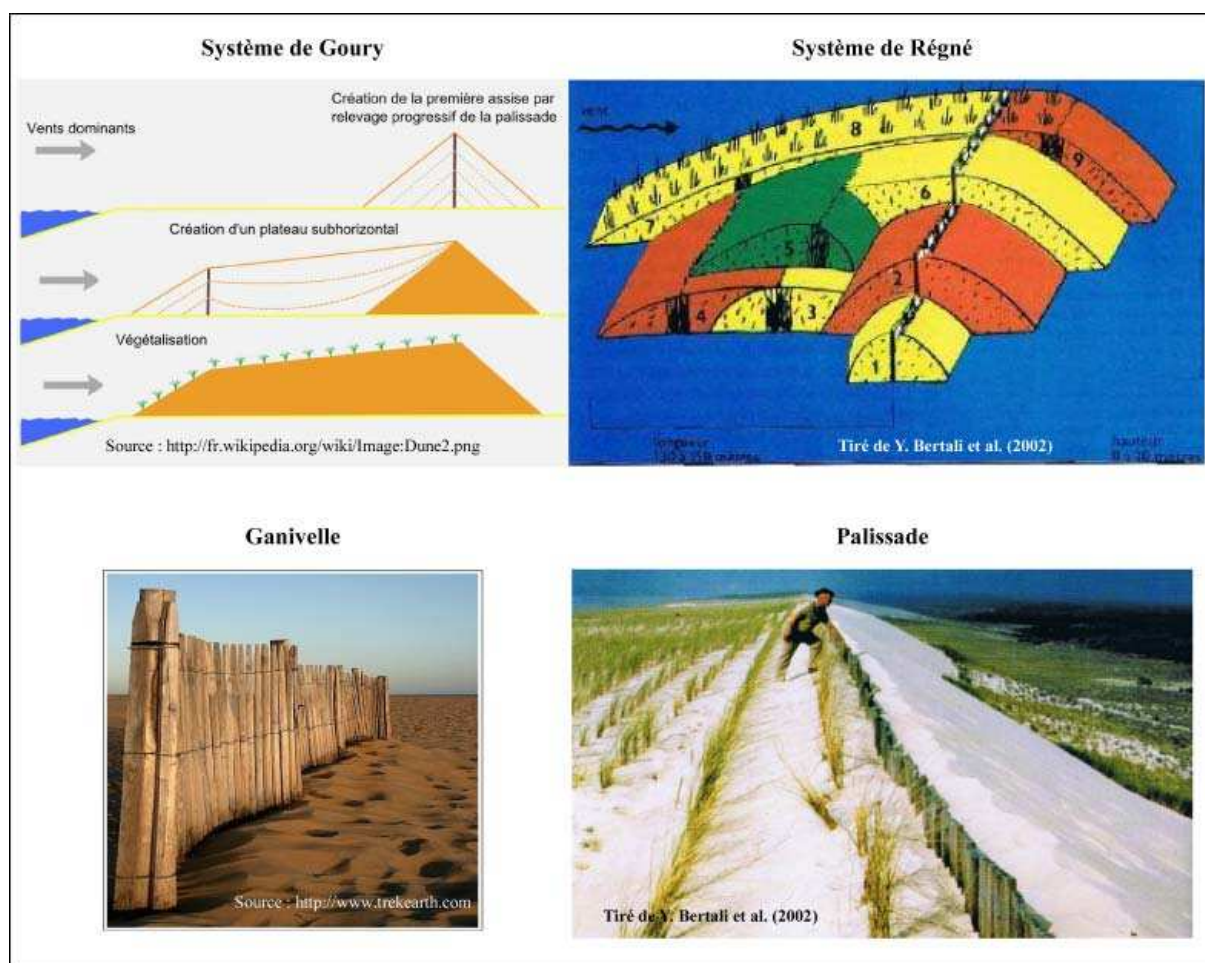 Système de Goury
Système de Régné
Création de la première assise par
relevage progressif de la palissade
Vents dominants
Création d'un plateau subhorizontal
Végétalisation
Source : http://fr.wikipedia.org/wiki/Image:Dune2.png
vent
8
9
7
6
5
2
4
3
1
longueur
hauteur
Tiré de Y. Bertali et al. (2002)
Ganivelle
Palissade
Source : http://www.trekearth.com
Tiré de Y. Bertali et al. (2002)